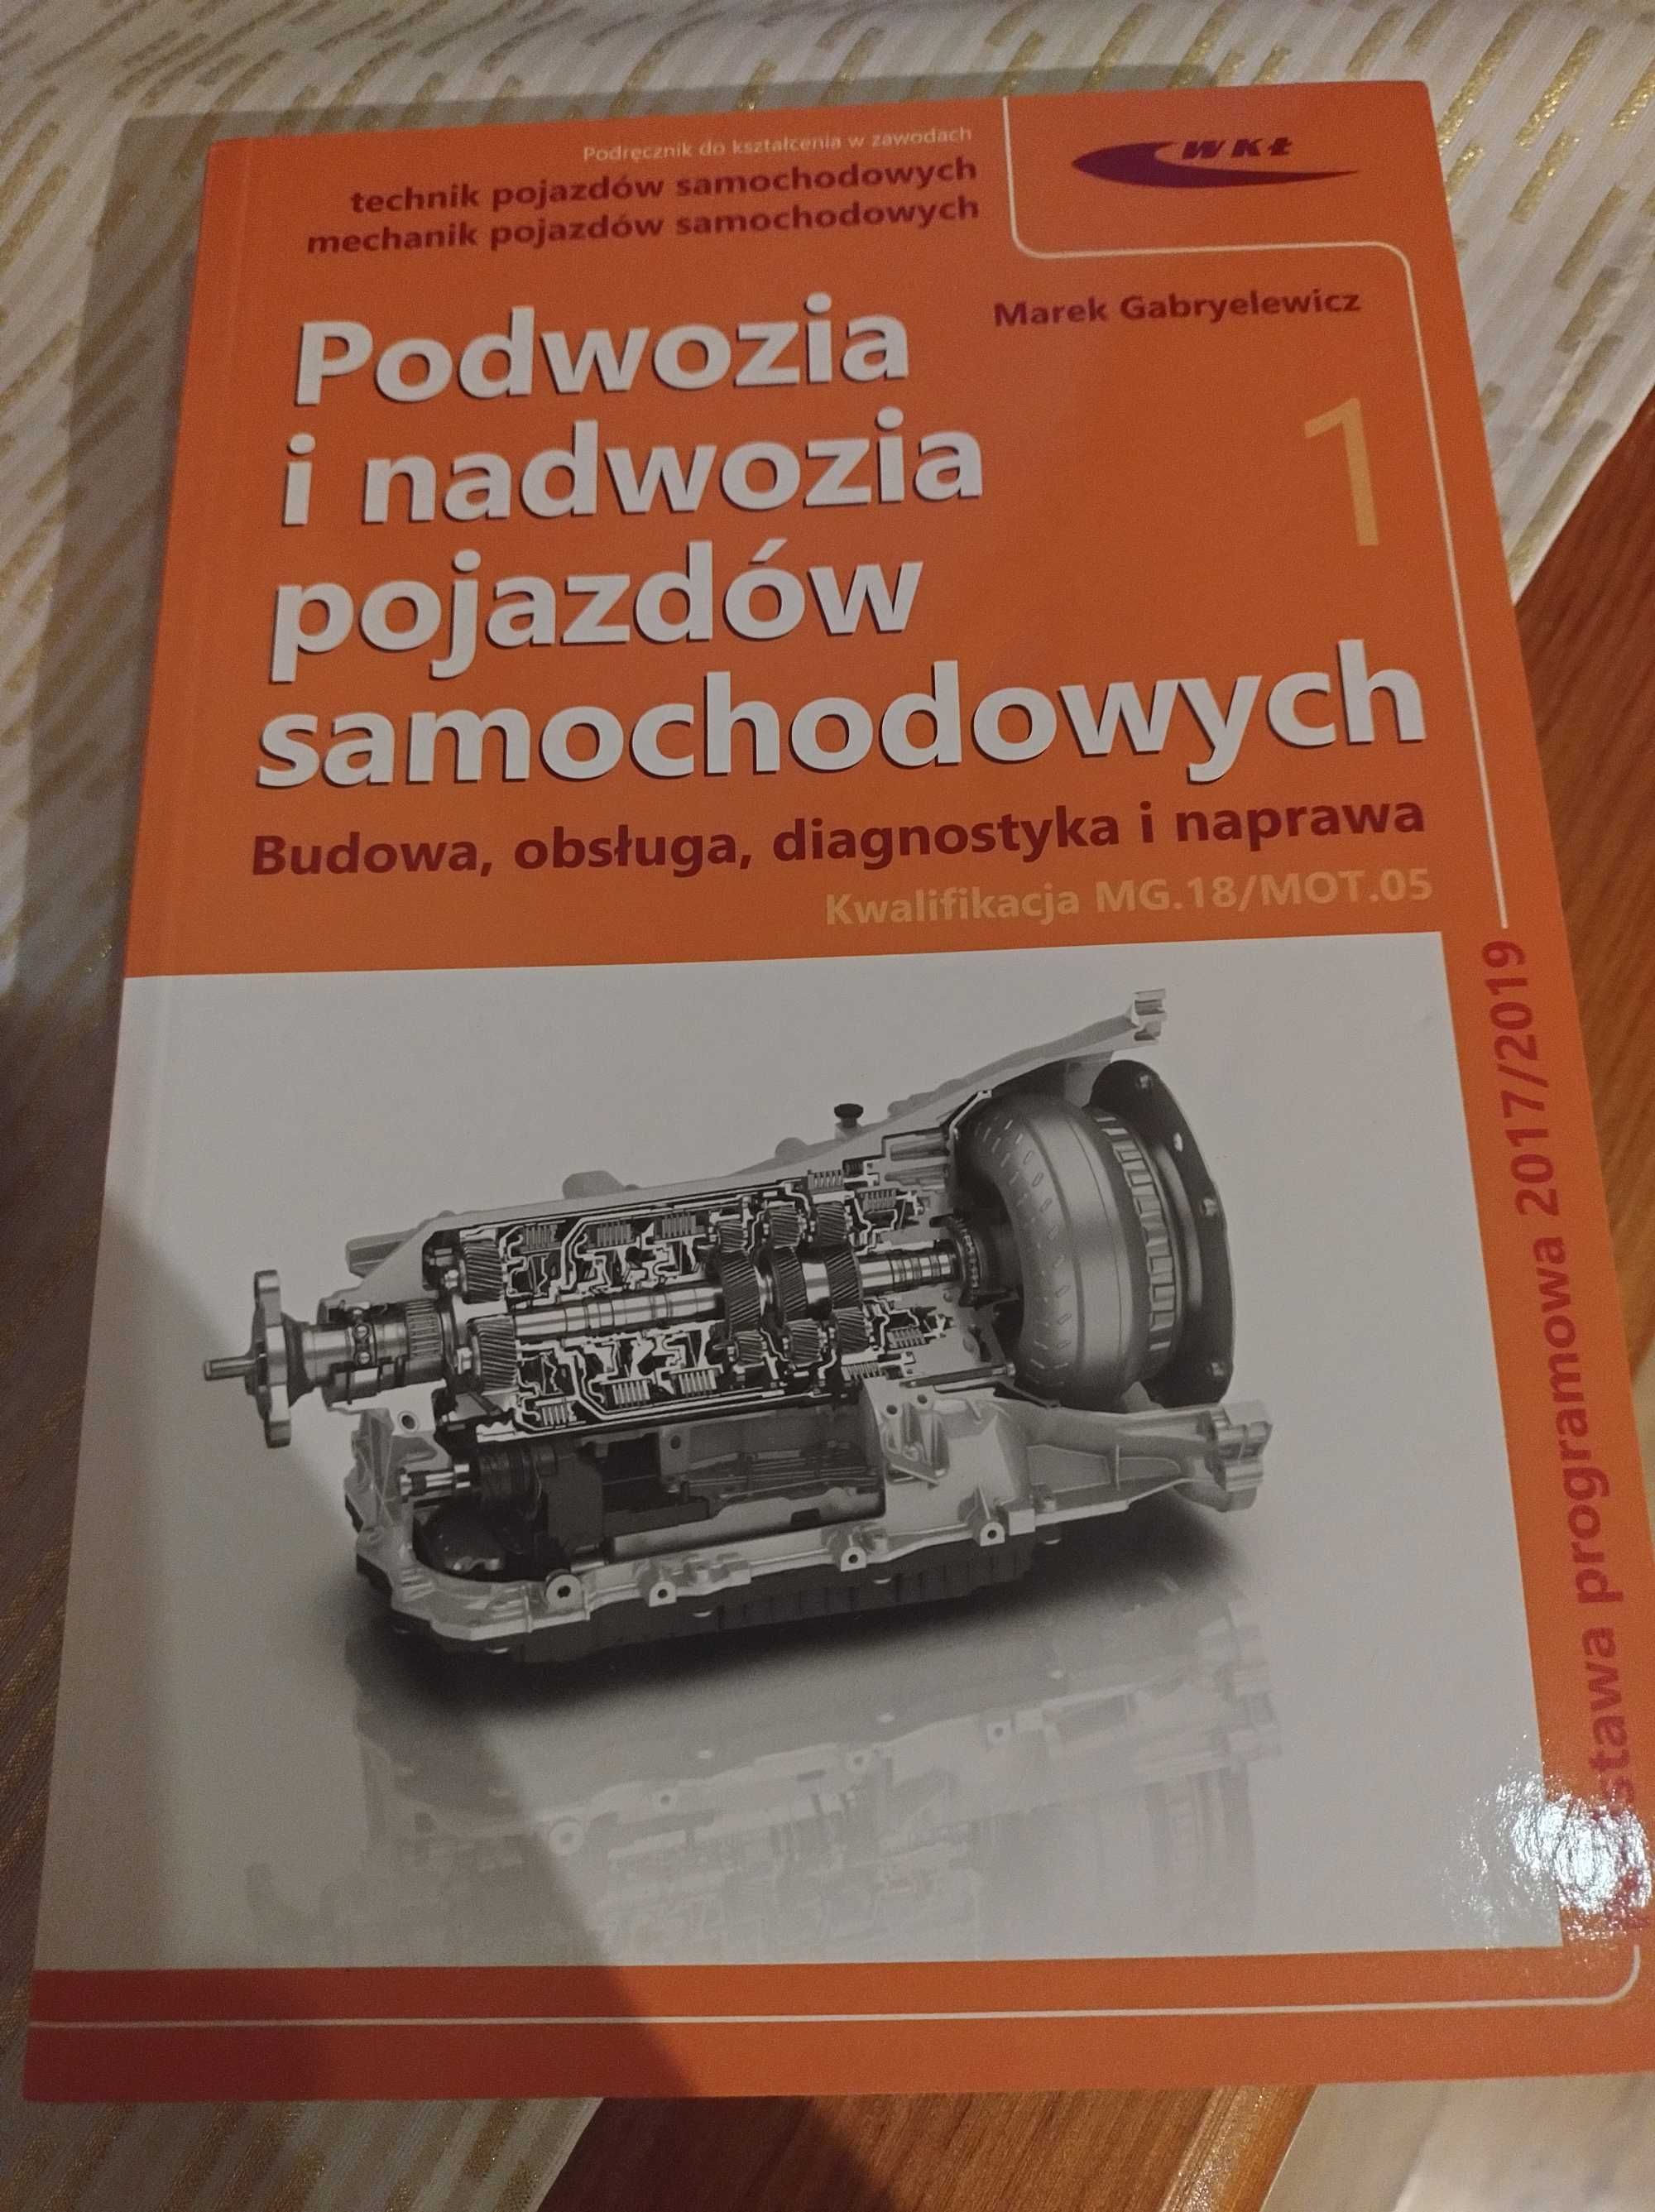 Podręcznik do kształcenia w zawodach
technik pojazdów samochodowych
mechanik pojazdów samochodowych
WKŁ
Marek Gabryelewicz
Podwozia
i nadwozia
pojazdów
samochodowych
1
Budowa, obsługa, diagnostyka i naprawa
Kwalifikacja MG.18/MOT.05
programowa 2017/2019